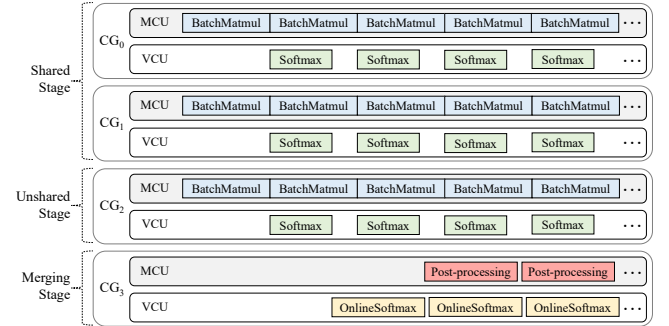 Shared Stage
CG0
MCU BatchMatmul BatchMatmul BatchMatmul BatchMatmul BatchMatmul ...
VCU Softmax Softmax Softmax Softmax ...
CG1
MCU BatchMatmul BatchMatmul BatchMatmul BatchMatmul BatchMatmul ...
VCU Softmax Softmax Softmax Softmax ...
Unshared Stage
CG2
MCU BatchMatmul BatchMatmul BatchMatmul BatchMatmul BatchMatmul ...
VCU Softmax Softmax Softmax Softmax ...
Merging Stage
CG3
MCU Post-processing Post-processing ...
VCU OnlineSoftmax OnlineSoftmax OnlineSoftmax ...